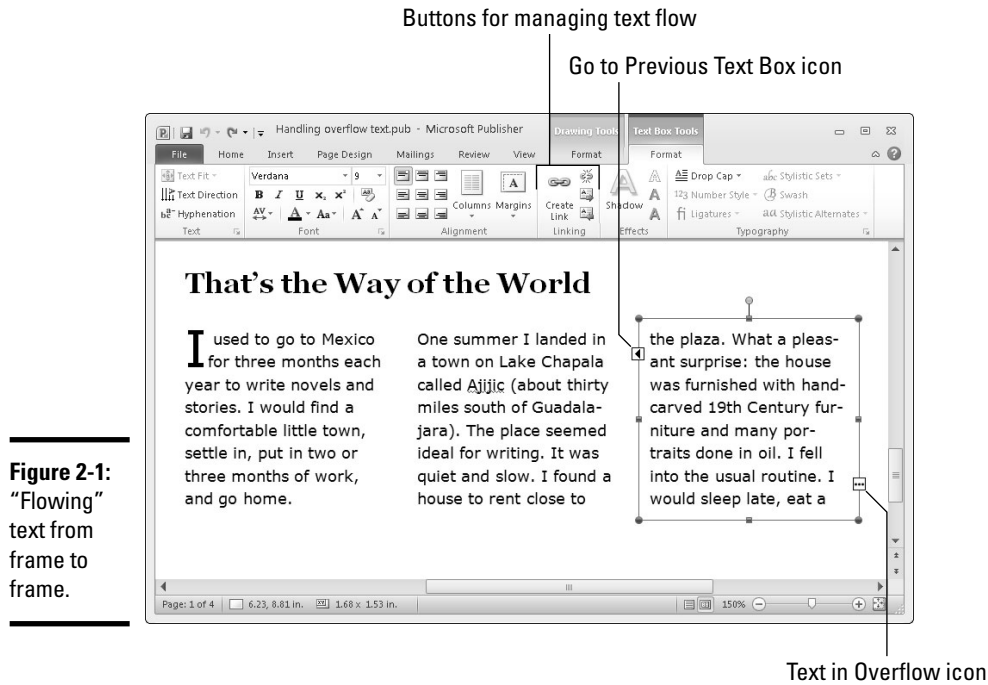 Buttons for managing text flow
Go to Previous Text Box icon
Handling overflow text.pub - Microsoft Publisher
Drawing Tools
Text Box Tools
File Home Insert Page Design Mailings Review View Format Format
Text Fit
Text Direction
Hyphenation
Text
Verdana 9
B I U x₂ x²
AV A Aa A A
Font
Alignment
Columns
Margins
Create
Link
Linking
Shadow
Effects
Drop Cap
Number Style
Ligatures
abc Stylistic Sets
Swash
aa Stylistic Alternates
Typography
That's the Way of the World
I used to go to Mexico
for three months each
year to write novels and
stories. I would find a
comfortable little town,
settle in, put in two or
three months of work,
and go home.
One summer I landed in
a town on Lake Chapala
called Ajijic (about thirty
miles south of Guadala-
jara). The place seemed
ideal for writing. It was
quiet and slow. I found a
house to rent close to
the plaza. What a pleas-
ant surprise: the house
was furnished with hand-
carved 19th Century fur-
niture and many por-
traits done in oil. I fell
into the usual routine. I
would sleep late, eat a
Page: 1 of 4 6.23, 8.81 in. 1.68 x 1.53 in. 150%
Figure 2-1:
“Flowing”
text from
frame to
frame.
Text in Overflow icon